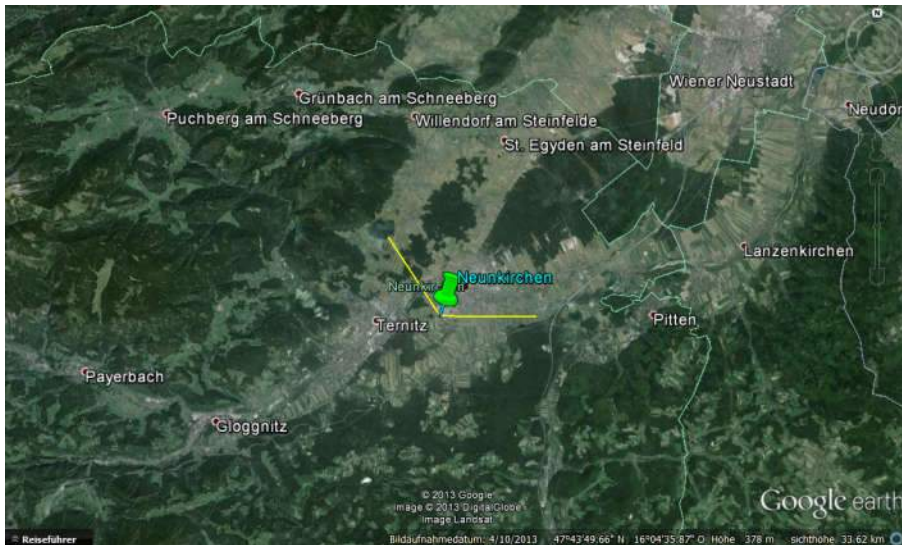 N
Wiener Neustadt
Grünbach am Schneeberg
Puchberg am Schneeberg
Willendorf am Steinfelde
Neudör
St. Egyden am Steinfeld
Lanzenkirchen
Neunkirchen
Pitten
Ternitz
Payerbach
Gloggnitz
© 2013 Google
Image © 2013 DigitalGlobe
Image Landsat
Google earth
Reiseführer
Bildaufnahmedatum: 4/10/2013 47°43'49.66" N 16°04'35.87" O Höhe 378 m sichthöhe 33.62 km